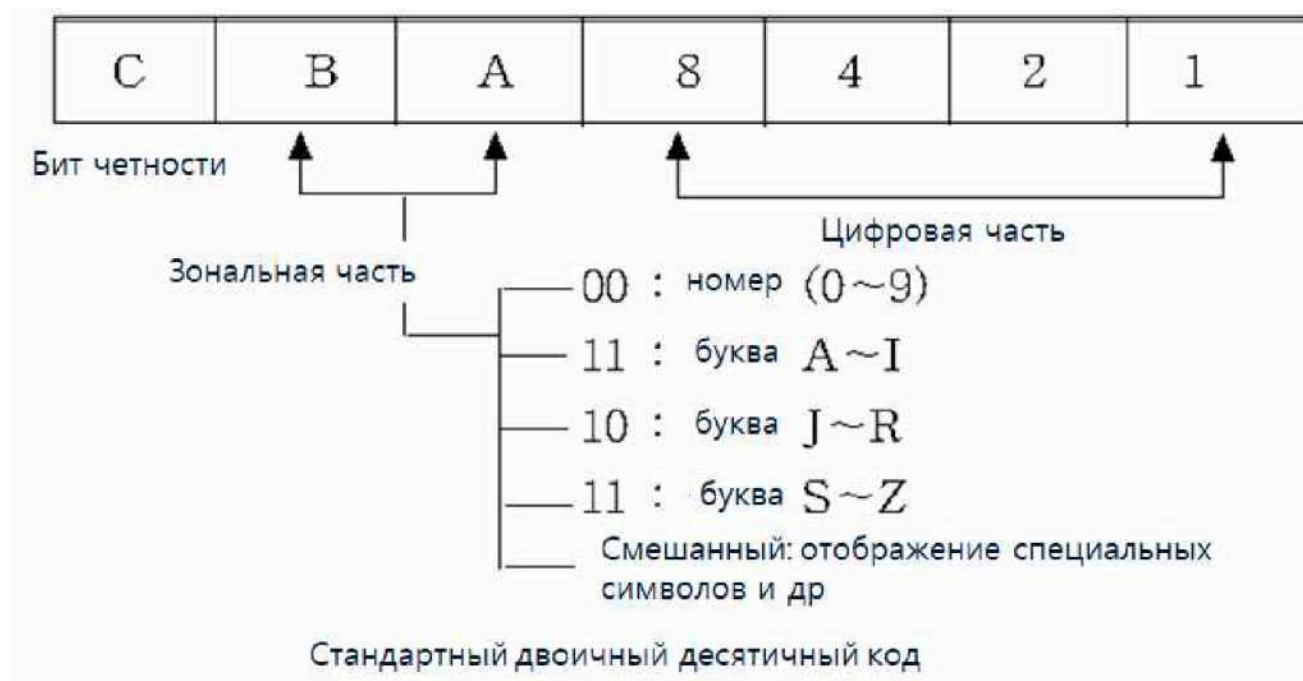 C B A 8 4 2 1
Бит четности
Цифровая часть
Зональная часть
00 : номер (0~9)
11 : буква A~I
10 : буква J~R
11 : буква S~Z
Смешанный: отображение специальных
символов и др
Стандартный двоичный десятичный код